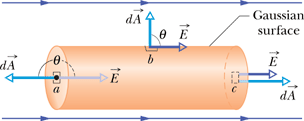 dA⃗
θ
E⃗
Gaussian
surface
b
θ
dA⃗
a
E⃗
c
E⃗
dA⃗